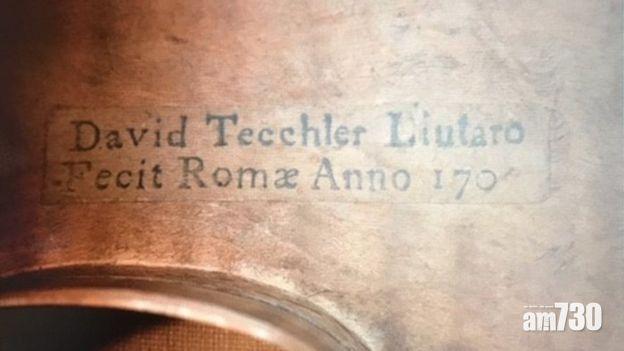 David Tecchler Liutaro
Fecit Romæ Anno 170
am730